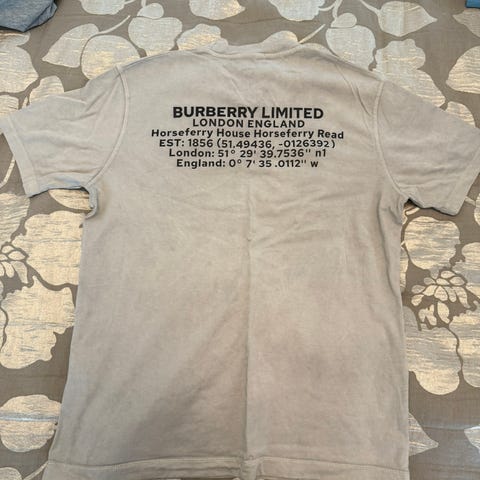 BURBERRY LIMITED
LONDON ENGLAND
Horseferry House Horseferry Read
EST: 1856 (51.49436, -0126392)
London: 51° 29' 39.7536'' n1
England: 0° 7' 35 .0112'' w